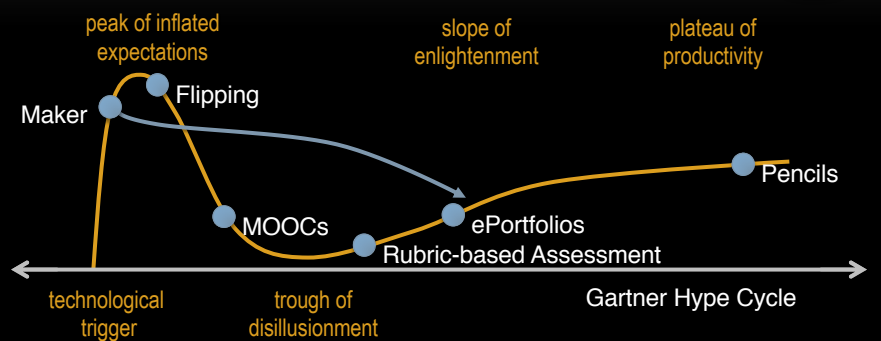 peak of inflated
expectations
slope of
enlightenment
plateau of
productivity
Flipping
Maker
Pencils
MOOCs
ePortfolios
Rubric-based Assessment
technological
trigger
trough of
disillusionment
Gartner Hype Cycle